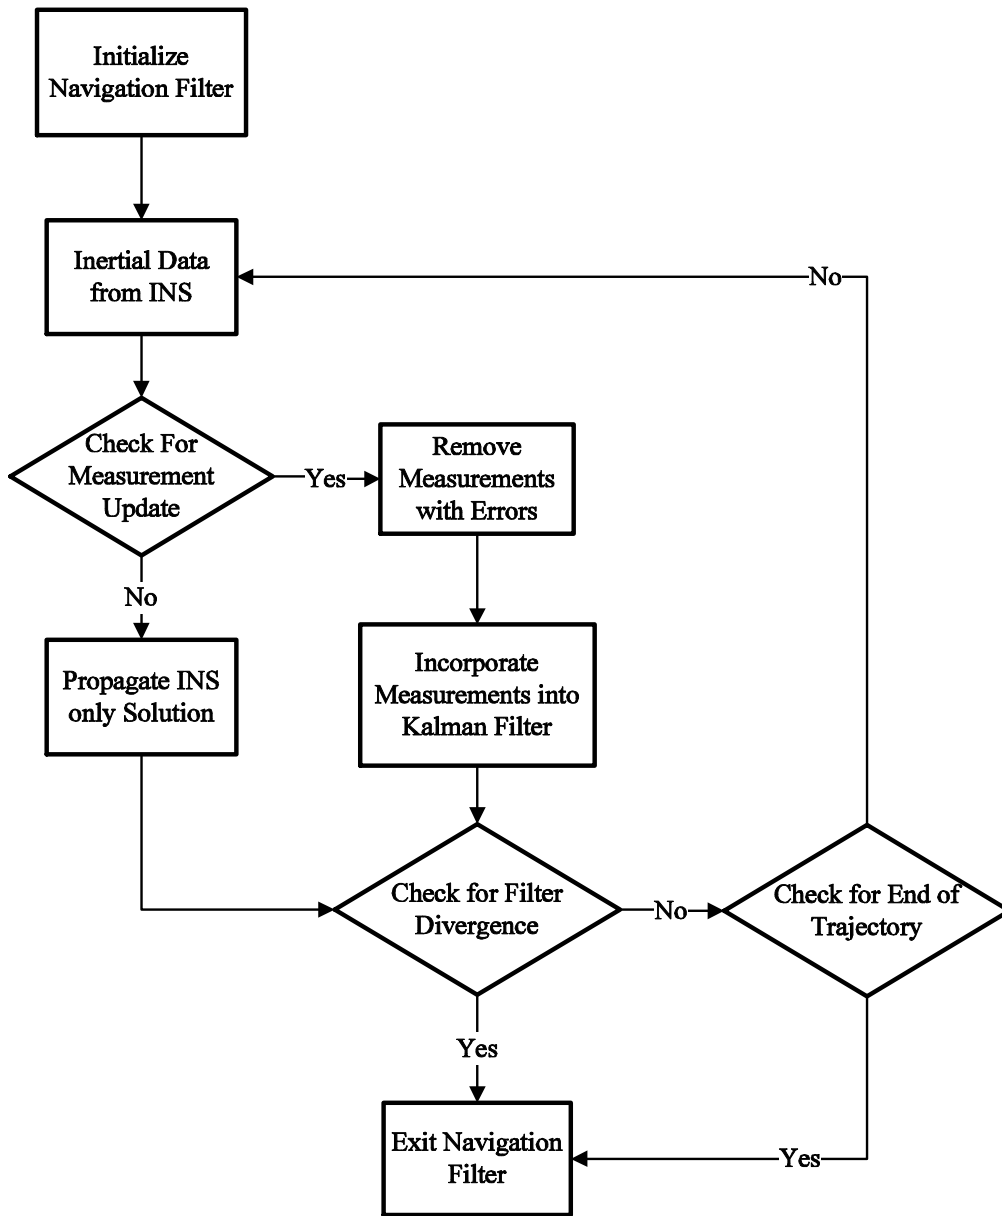 Initialize
Navigation Filter
Inertial Data
from INS
No
Check For
Measurement
Update
Yes
Remove
Measurements
with Errors
No
Propagate INS
only Solution
Incorporate
Measurements into
Kalman Filter
Check for Filter
Divergence
No
Check for End of
Trajectory
Yes
Exit Navigation
Filter
Yes